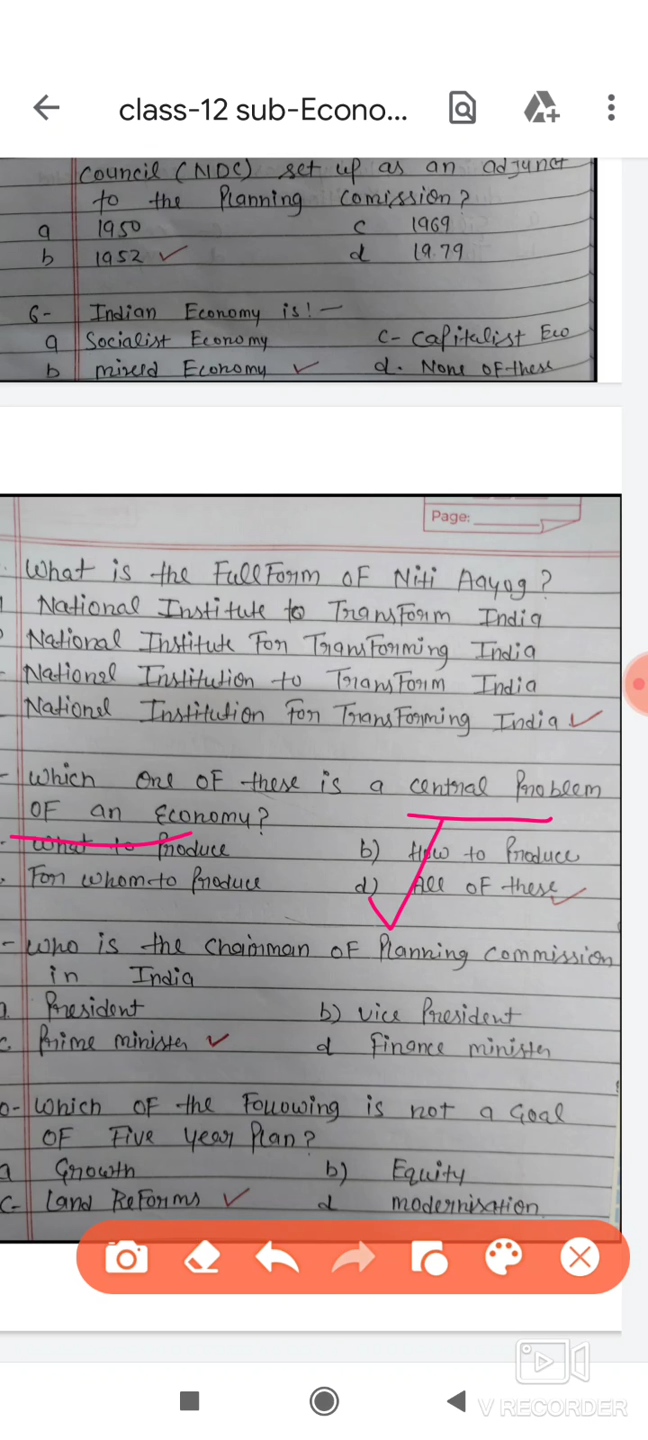 class-12 sub-Econo...
Council (NDC) set up as an adjunct
to the Planning Comission?
a 1950 c 1969
b 1952 ✓ d 19.79
6- Indian Economy is! -
a Socialist Economy c- Capitalist Eco
b mixed Economy ✓ d. None of these
Page:
What is the Full Form of Niti Aayog?
National Institute to TransForm India
National Institute For TransForming India
National Institution to TransForm India
National Institution For TransForming India ✓
- Which One OF these is a central Problem
OF an Economy?
What to Produce b) How to Produce
For whom to Produce d) All OF these ✓
- Who is the Chairman OF Planning Commission
in India
President b) Vice President
c. Prime minister ✓ d Finance minister
0- Which OF the Following is not a Goal
OF Five Year Plan?
a Growth b) Equity
c- Land Reforms ✓ d modernisation
V RECORDER